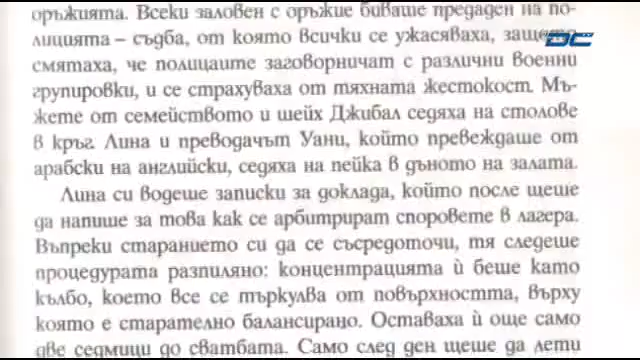 оръжията. Всеки заловен с оръжие биваше предаден на по-
лицията – съдба, от която всички се ужасяваха, защото
смятаха, че полицаите заговорничат с различни военни
групировки, и се страхуваха от тяхната жестокост. Мъ-
жете от семейството и шейх Джибал седяха на столове
в кръг. Лина и преводачът Уани, който превеждаше от
арабски на английски, седяха на пейка в дъното на залата.
Лина си водеше записки за доклада, който после щеше
да напише за това как се арбитрират споровете в лагера.
Въпреки старанието си да се съсредоточи, тя следеше
процедурата разпиляно: концентрацията ѝ беше като
кълбо, което все се търкулва от повърхността, върху
която е старателно балансирано. Оставаха ѝ още само
две седмици до сватбата. Само след ден щеше да лети
DC